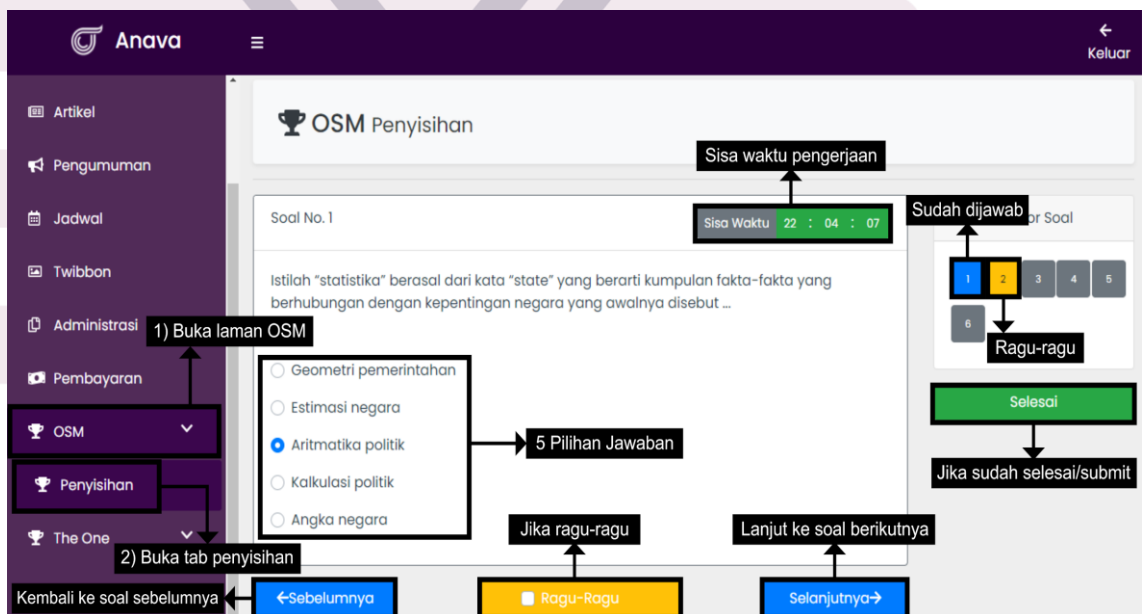 Anava
←
Keluar
Artikel
Pengumuman
Jadwal
Twibbon
Administrasi
1) Buka laman OSM
Pembayaran
OSM
Penyisihan
The One
2) Buka tab penyisihan
Kembali ke soal sebelumnya
OSM Penyisihan
Sisa waktu pengerjaan
Soal No. 1
Sisa Waktu 22 : 04 : 07
Istilah "statistika" berasal dari kata "state" yang berarti kumpulan fakta-fakta yang
berhubungan dengan kepentingan negara yang awalnya disebut ...
Geometri pemerintahan
Estimasi negara
Aritmatika politik
Kalkulasi politik
Angka negara
5 Pilihan Jawaban
Jika ragu-ragu
Lanjut ke soal berikutnya
←Sebelumnya
Ragu-Ragu
Selanjutnya→
Sudah dijawab
or Soal
1 2 3 4 5
6
Ragu-ragu
Selesai
Jika sudah selesai/submit